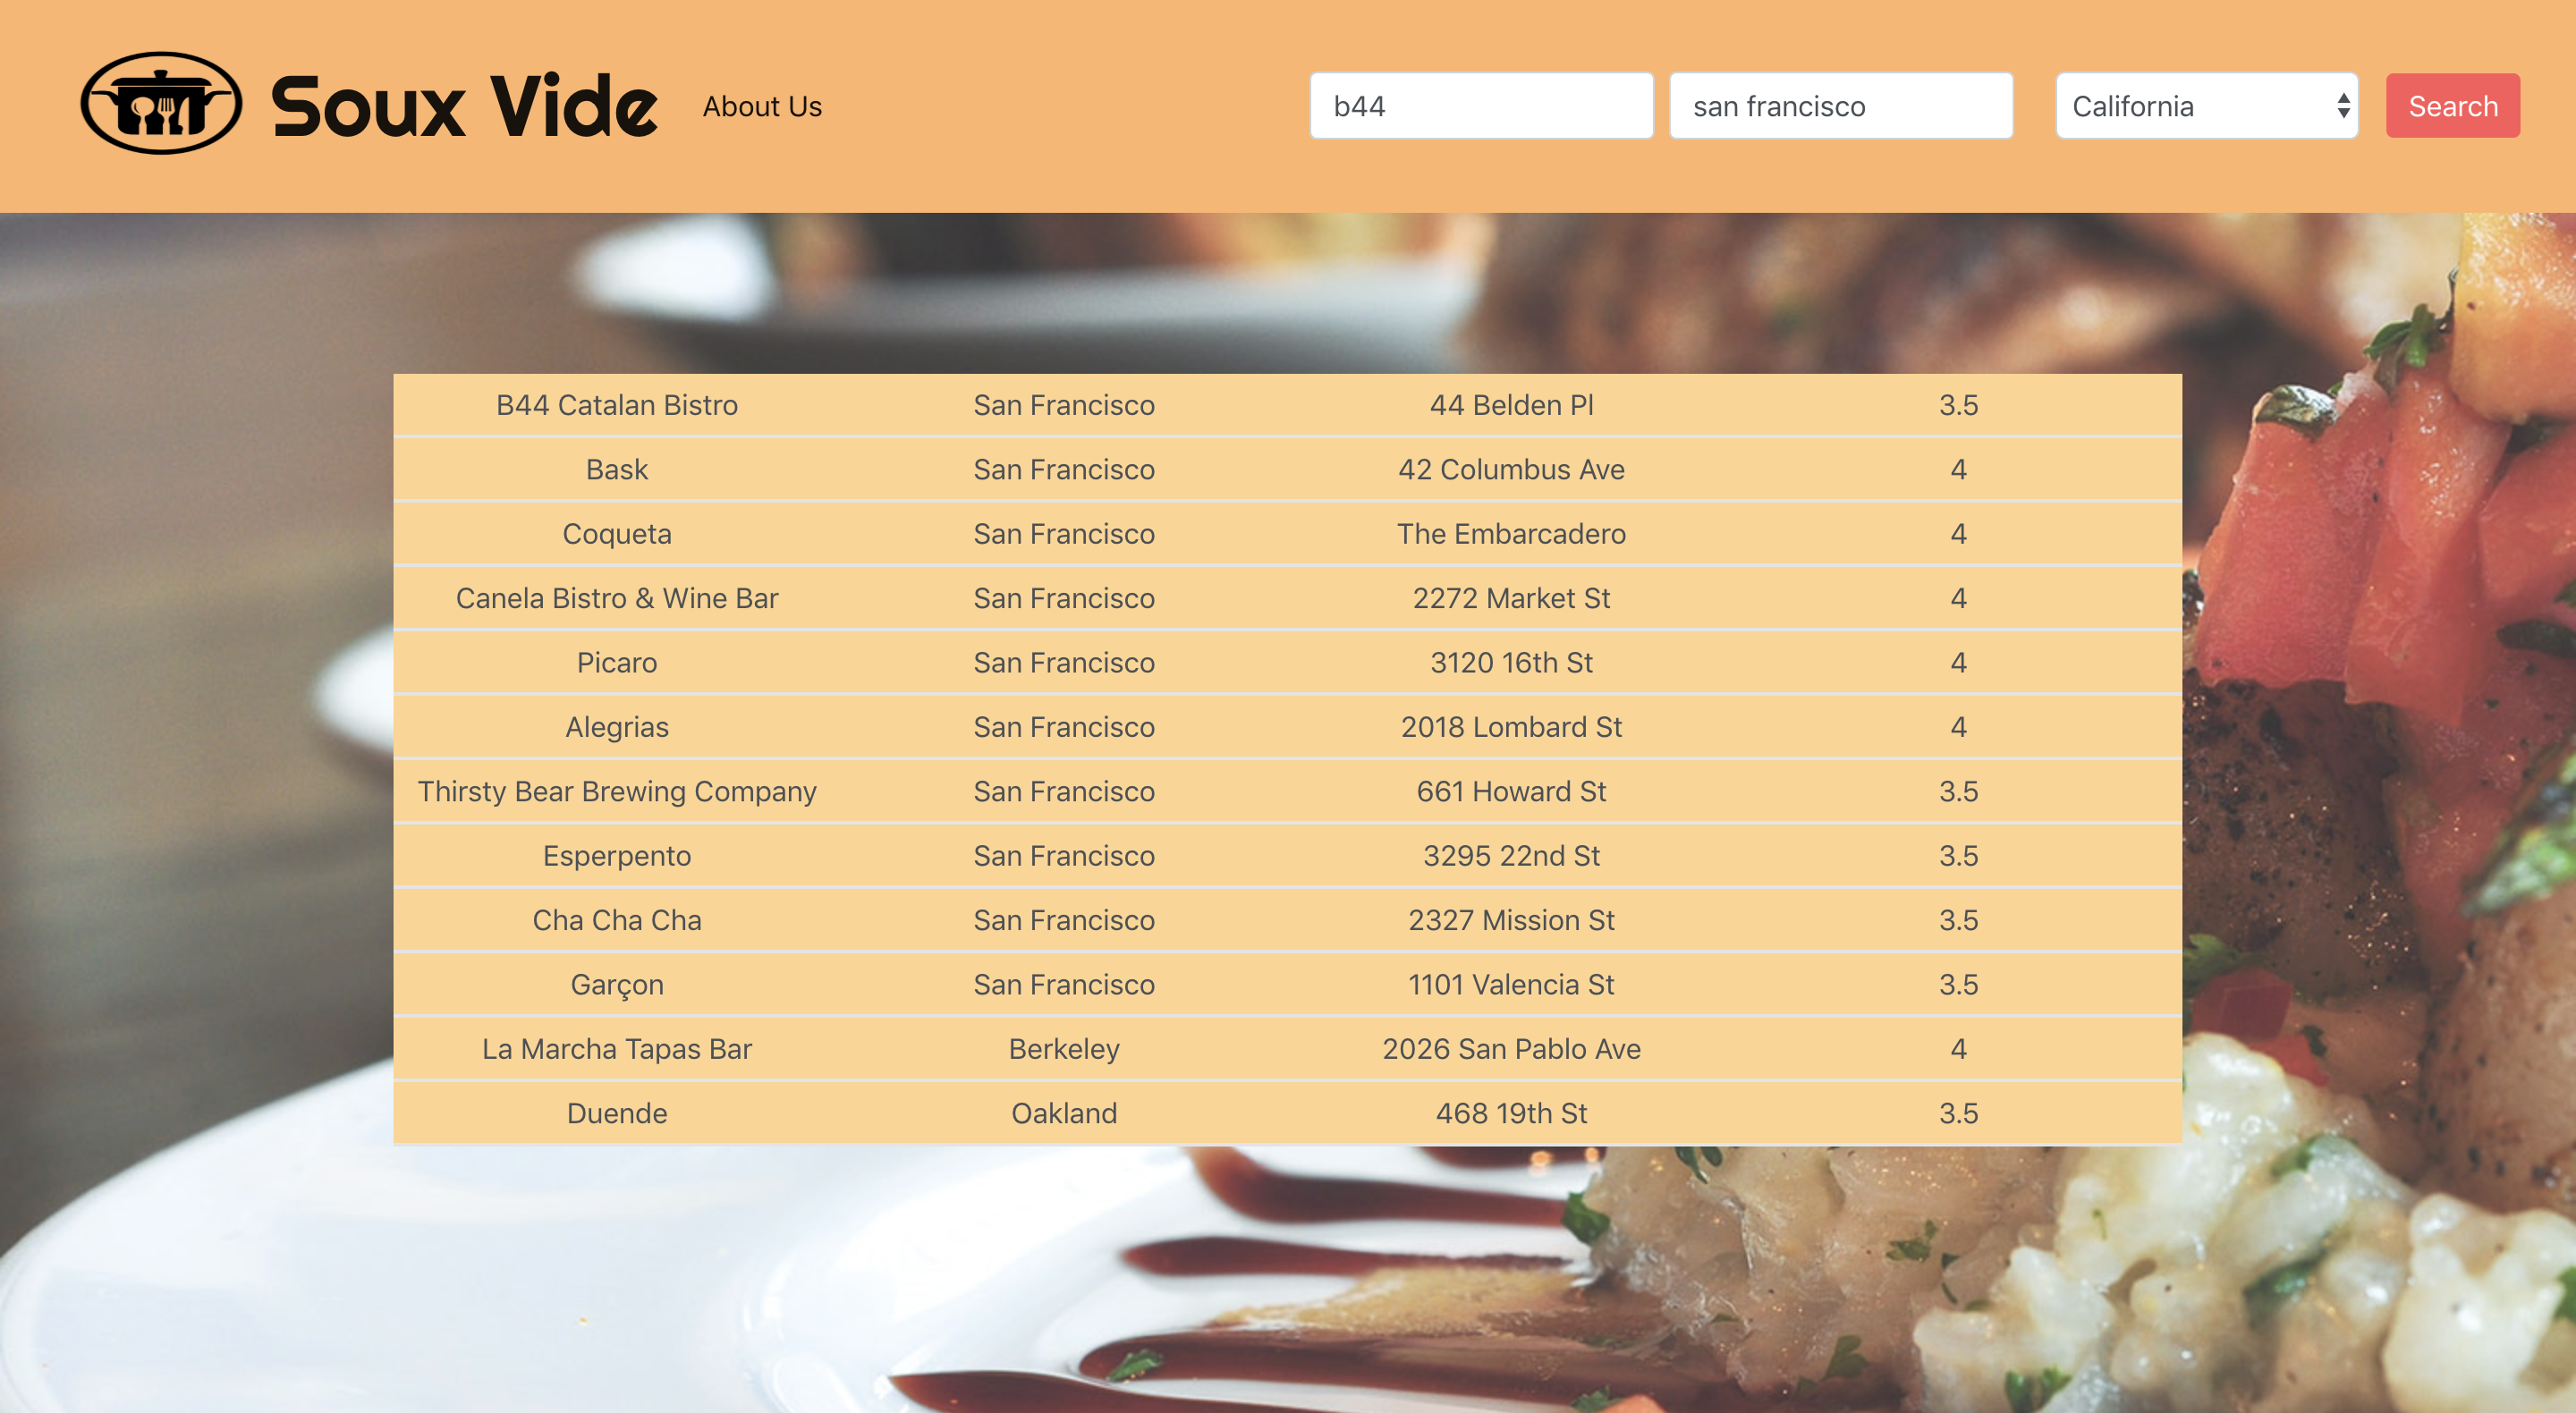 Soux Vide About Us b44 san francisco California Search
B44 Catalan Bistro San Francisco 44 Belden Pl 3.5
Bask San Francisco 42 Columbus Ave 4
Coqueta San Francisco The Embarcadero 4
Canela Bistro & Wine Bar San Francisco 2272 Market St 4
Picaro San Francisco 3120 16th St 4
Alegrias San Francisco 2018 Lombard St 4
Thirsty Bear Brewing Company San Francisco 661 Howard St 3.5
Esperpento San Francisco 3295 22nd St 3.5
Cha Cha Cha San Francisco 2327 Mission St 3.5
Garçon San Francisco 1101 Valencia St 3.5
La Marcha Tapas Bar Berkeley 2026 San Pablo Ave 4
Duende Oakland 468 19th St 3.5